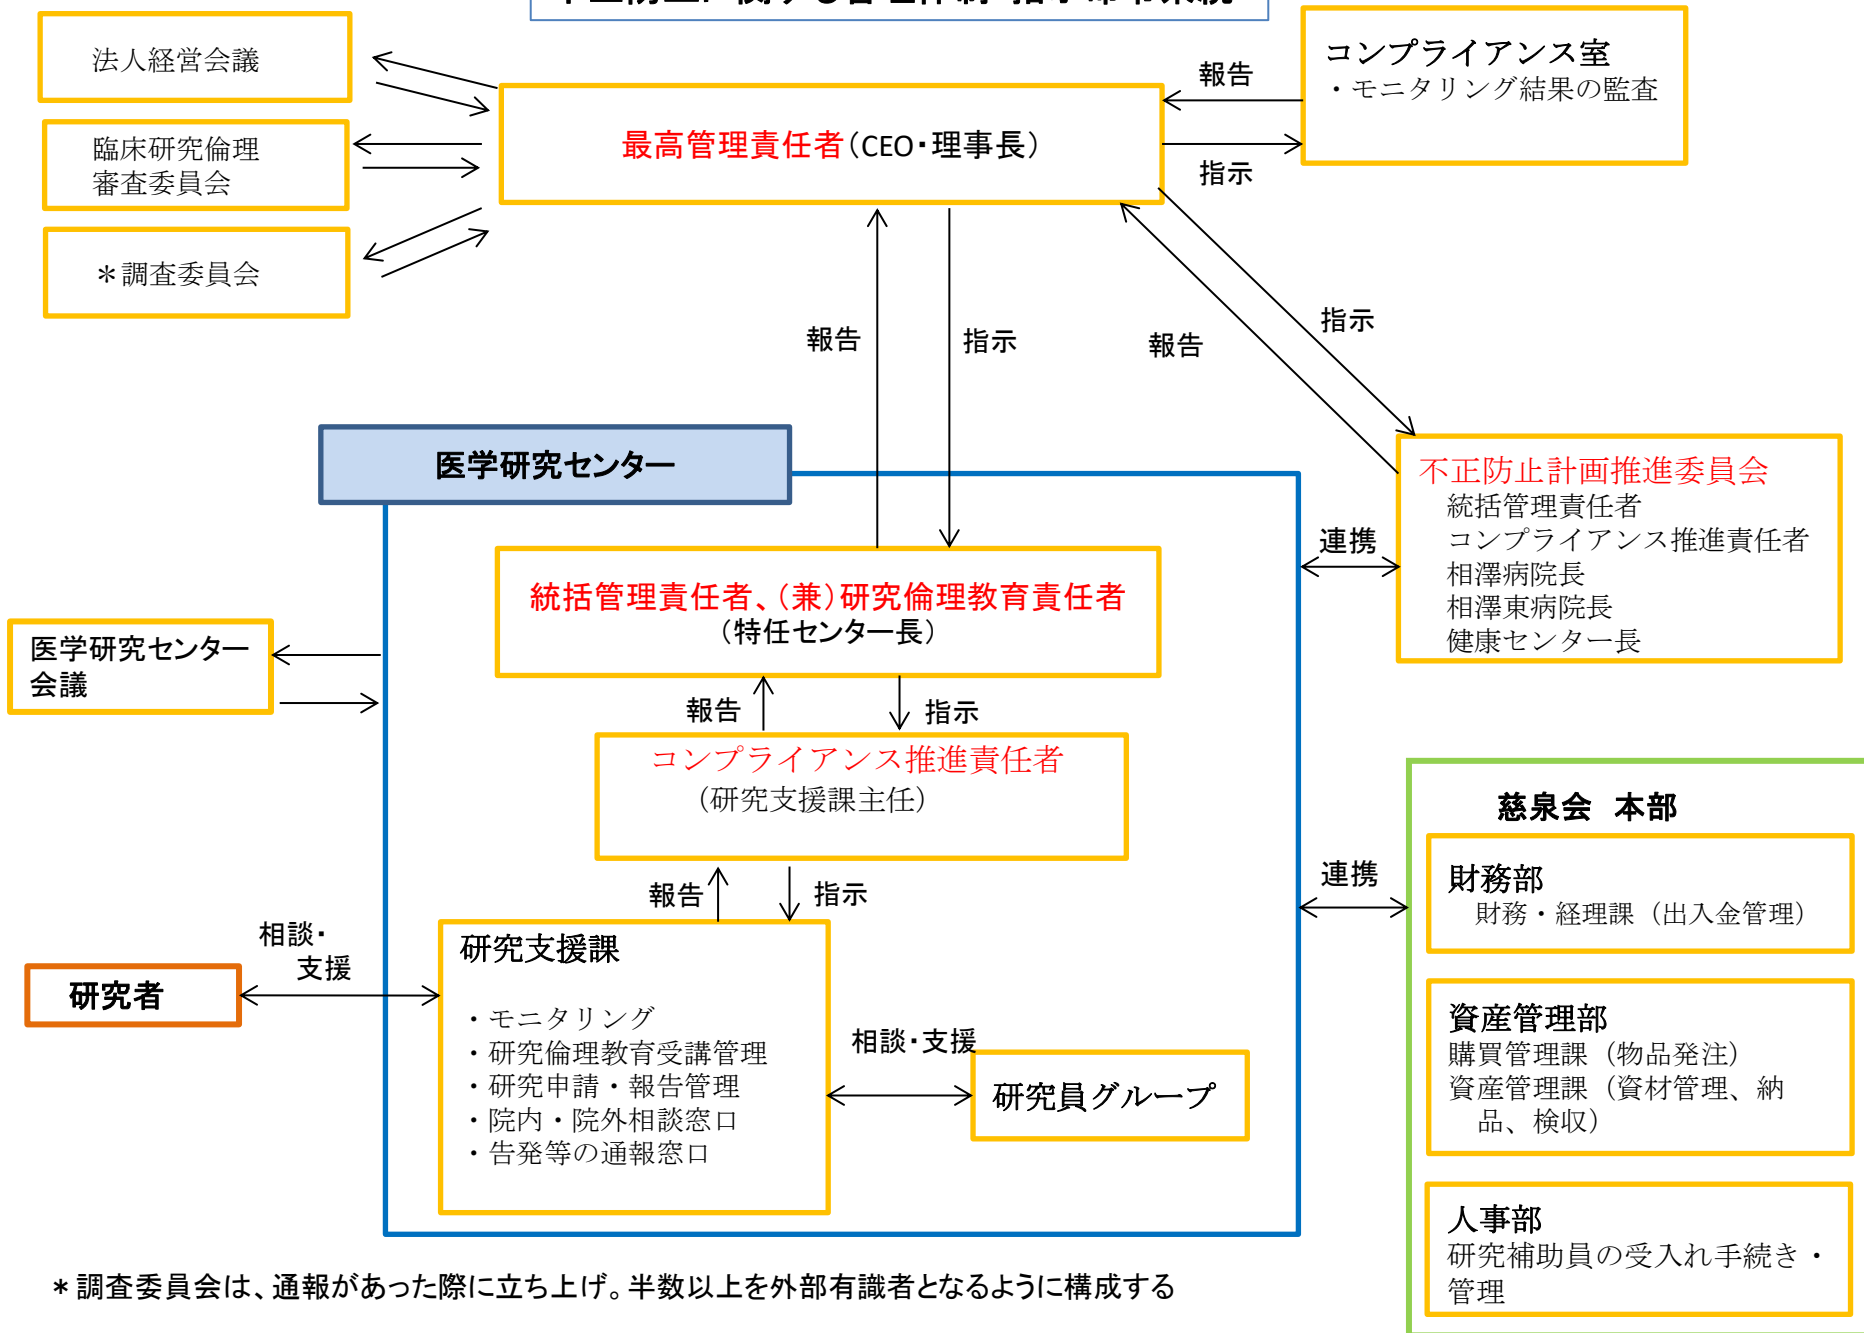 法人経営会議
臨床研究倫理
審査委員会
＊調査委員会
最高管理責任者（CEO・理事長）
報告
指示
コンプライアンス室
・モニタリング結果の監査
報告
指示
報告
指示
医学研究センター
不正防止計画推進委員会
統括管理責任者
コンプライアンス推進責任者
相澤病院長
相澤東病院長
健康センター長
連携
統括管理責任者、（兼）研究倫理教育責任者
（特任センター長）
医学研究センター
会議
報告
指示
コンプライアンス推進責任者
（研究支援課主任）
報告
指示
連携
慈泉会 本部
財務部
財務・経理課（出入金管理）
資産管理部
購買管理課（物品発注）
資産管理課（資材管理、納
品、検収）
人事部
研究補助員の受入れ手続き・
管理
相談・
支援
研究者
研究支援課
・モニタリング
・研究倫理教育受講管理
・研究申請・報告管理
・院内・院外相談窓口
・告発等の通報窓口
相談・支援
研究員グループ
＊調査委員会は、通報があった際に立ち上げ。半数以上を外部有識者となるように構成する